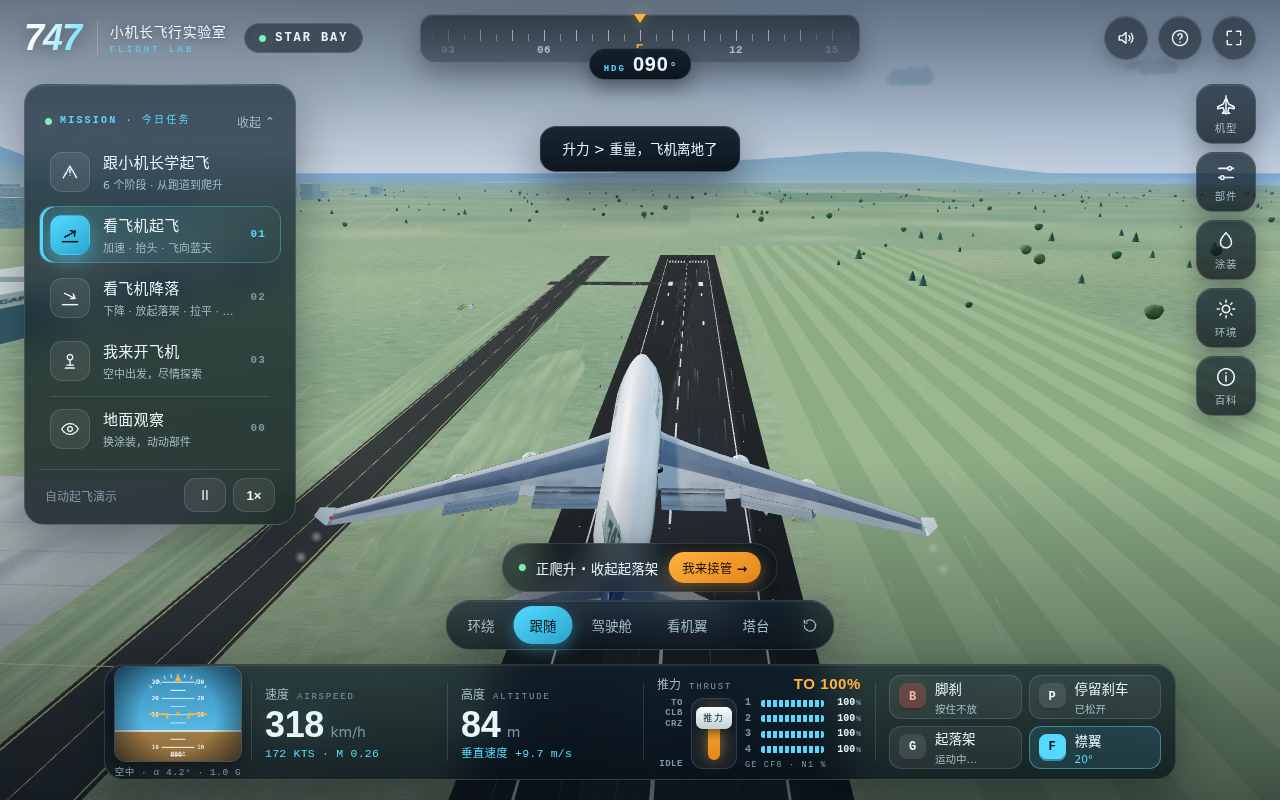 747
小机长飞行实验室
FLIGHT LAB
STAR BAY
03 06 E 12 15
HDG 090°
MISSION · 今日任务
收起
跟小机长学起飞
6 个阶段 · 从跑道到爬升
看飞机起飞
加速 · 抬头 · 飞向蓝天
01
看飞机降落
下降 · 放起落架 · 拉平 · …
02
我来开飞机
空中出发，尽情探索
03
地面观察
换涂装，动动部件
00
自动起飞演示
1×
升力 > 重量，飞机离地了
机型
部件
涂装
环境
百科
正爬升 · 收起起落架
我来接管 →
环绕
跟随
驾驶舱
看机翼
塔台
30 30
20 20
10 10
10 10
090°
空中 · α 4.2° · 1.0 G
速度 AIRSPEED
318 km/h
172 KTS · M 0.26
高度 ALTITUDE
84 m
垂直速度 +9.7 m/s
推力 THRUST
TO 100%
TO
CLB
CRZ
IDLE
推力
1 100%
2 100%
3 100%
4 100%
GE CF6 · N1 %
B
脚刹
按住不放
P
停留刹车
已松开
G
起落架
运动中…
F
襟翼
20°